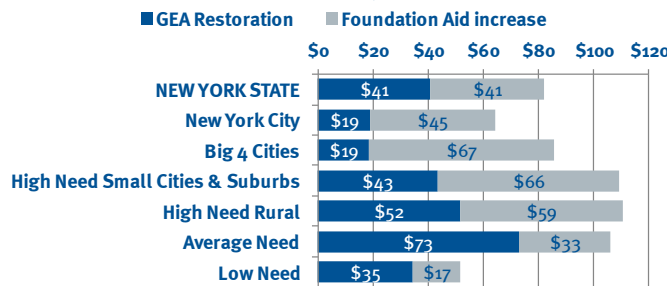 GEA Restoration Foundation Aid increase
$0 $20 $40 $60 $80 $100 $120
NEW YORK STATE $41 $41
New York City $19 $45
Big 4 Cities $19 $67
High Need Small Cities & Suburbs $43 $66
High Need Rural $52 $59
Average Need $73 $33
Low Need $35 $17